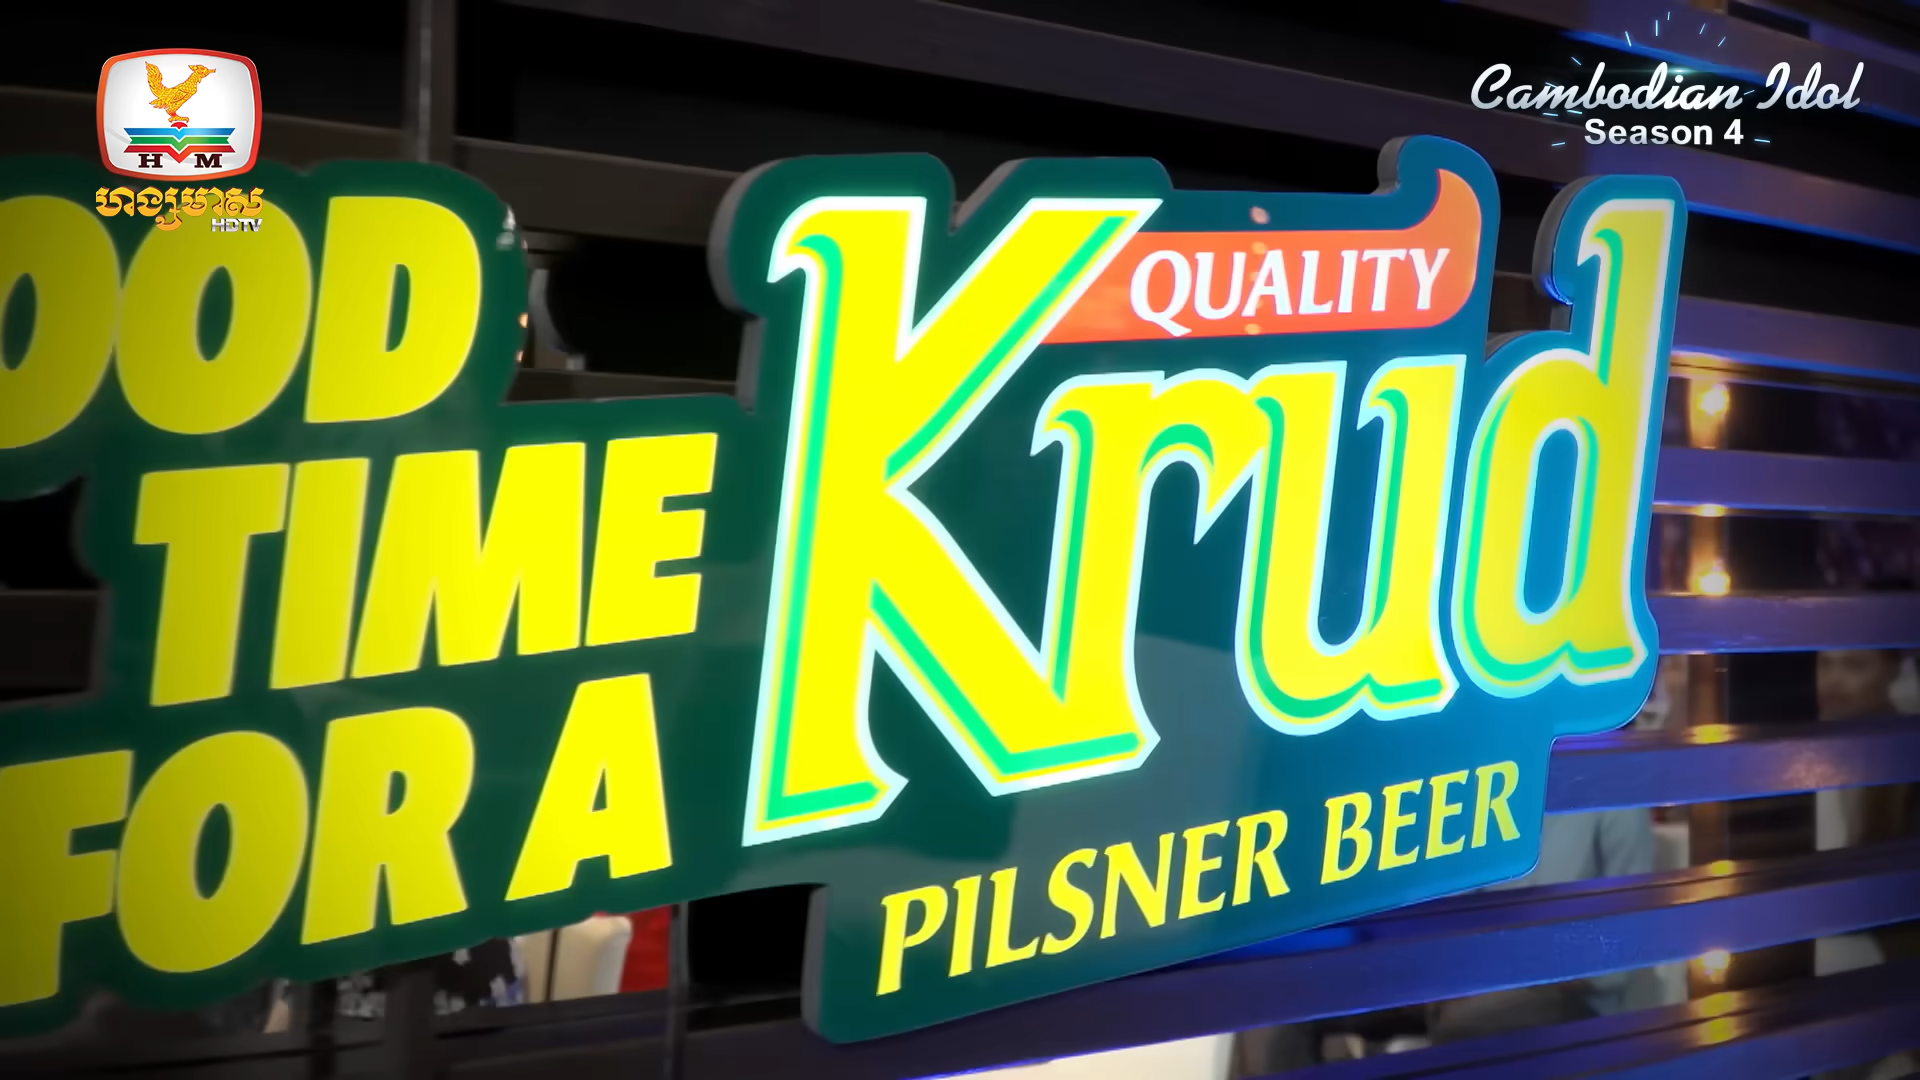 HM
ហង្សមាស
HDTV
Cambodian Idol
Season 4
OOD
TIME
FOR A
QUALITY
Krud
PILSNER BEER